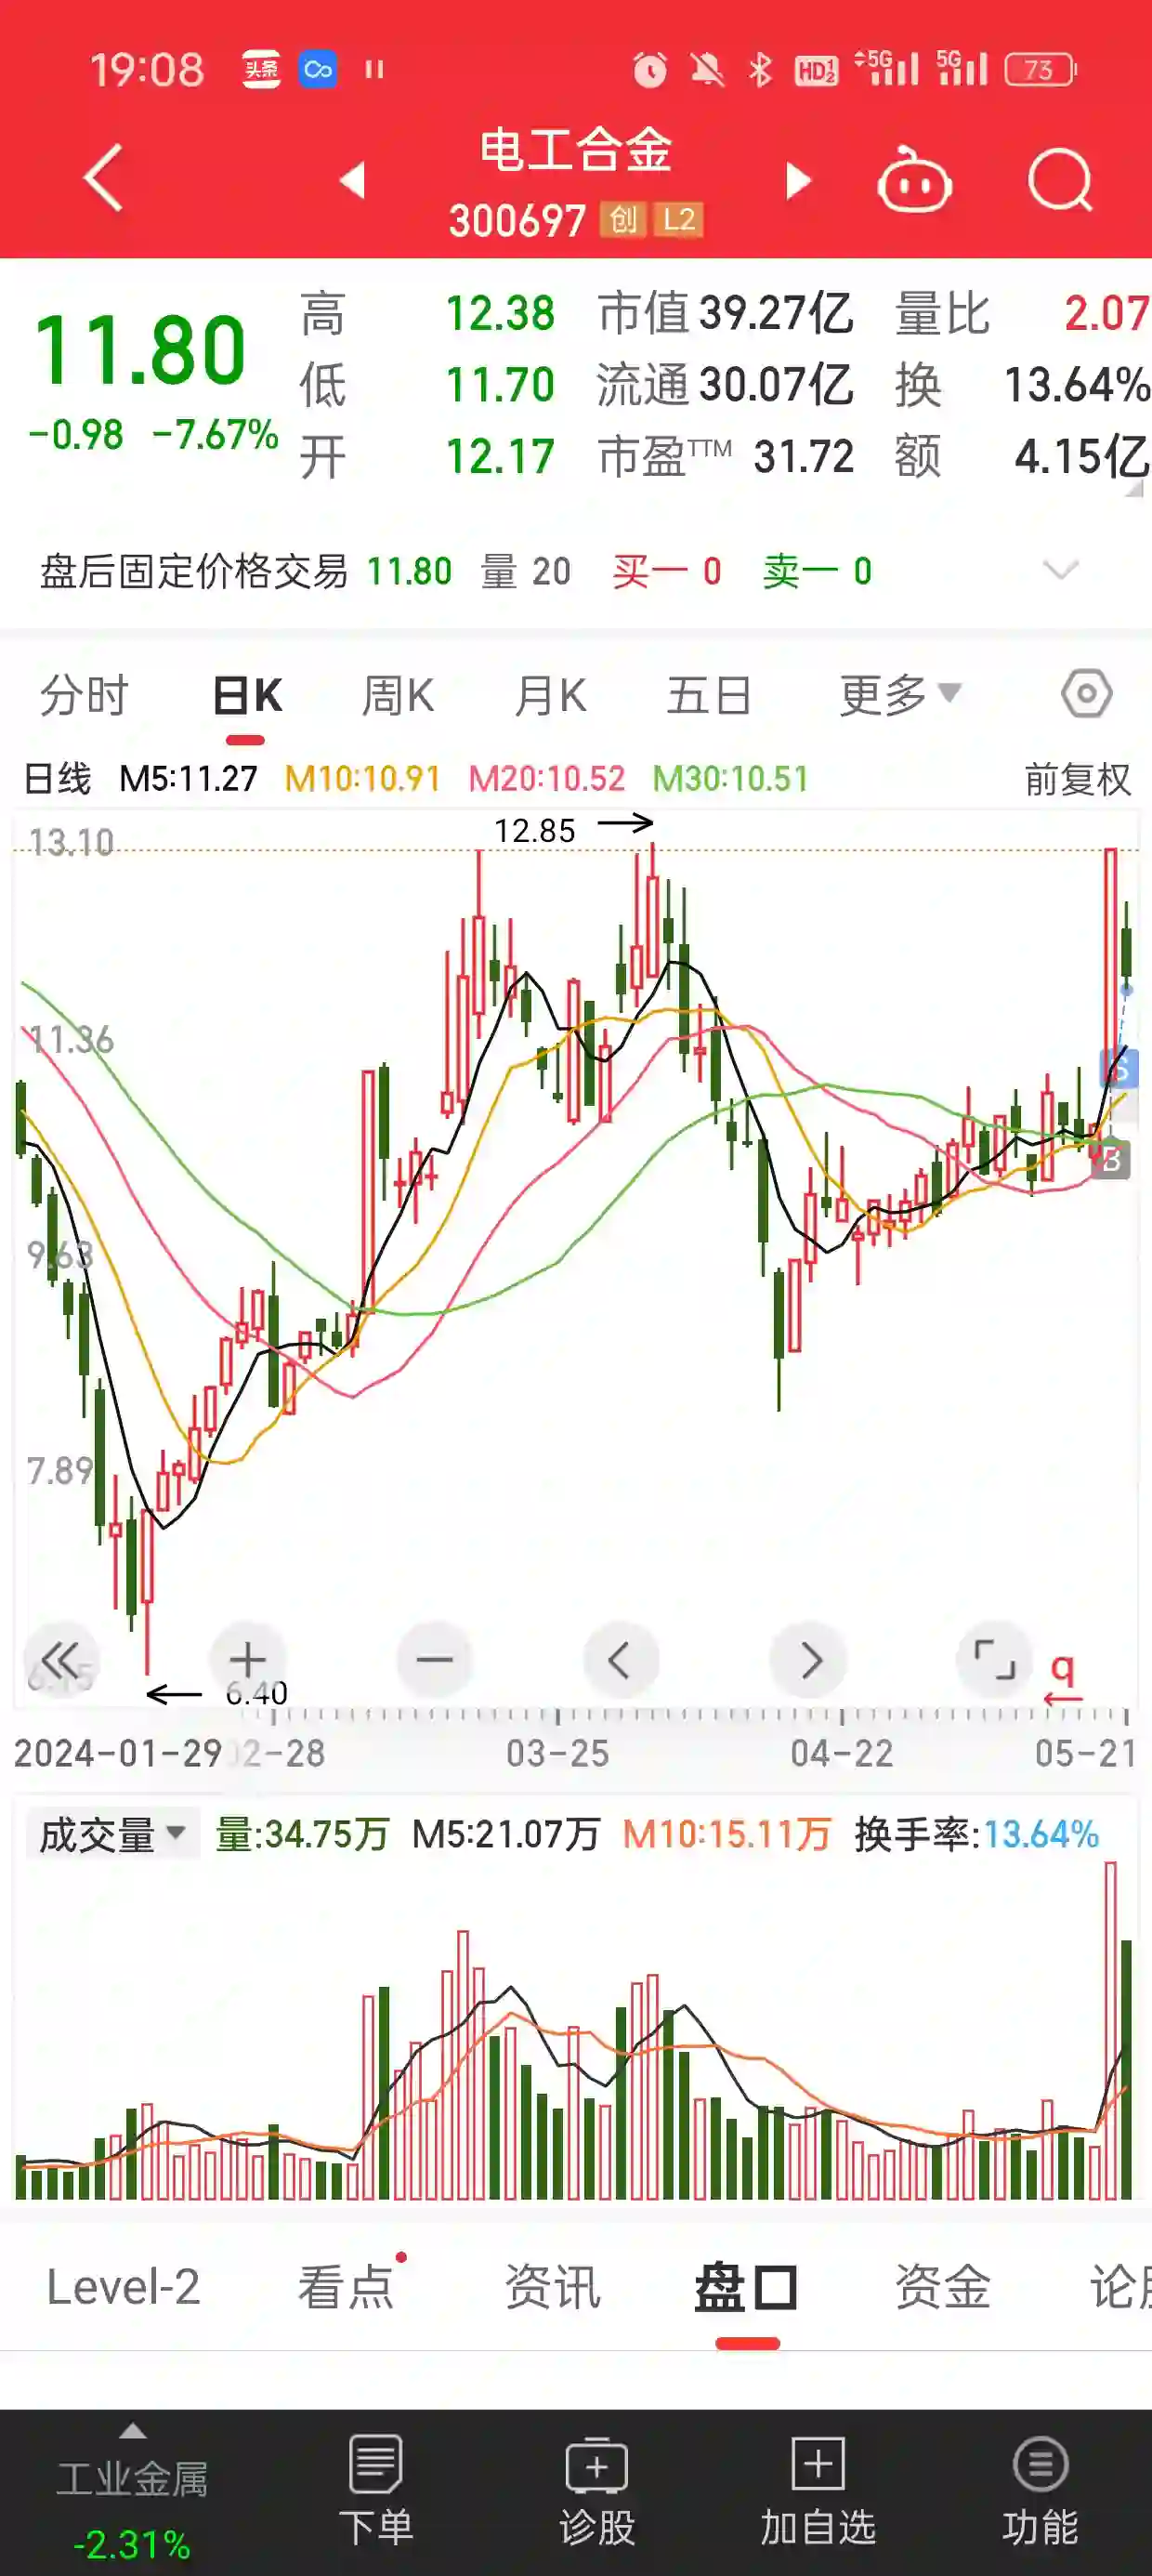 19:08 头条 HD 1 2 5G 5G 73
电工合金
300697 创 L2
11.80
-0.98 -7.67%
高 12.38 市值 39.27亿 量比 2.07
低 11.70 流通 30.07亿 换 13.64%
开 12.17 市盈TTM 31.72 额 4.15亿
盘后固定价格交易 11.80 量 20 买一 0 卖一 0
分时 日K 周K 月K 五日 更多
日线 M5:11.27 M10:10.91 M20:10.52 M30:10.51 前复权
13.10
12.85
11.36
S
B
9.63
7.89
q
6.40
2024-01-29 02-28 03-25 04-22 05-21
成交量 量:34.75万 M5:21.07万 M10:15.11万 换手率:13.64%
Level-2 看点 资讯 盘口 资金
工业金属
-2.31%
下单 诊股 加自选 功能